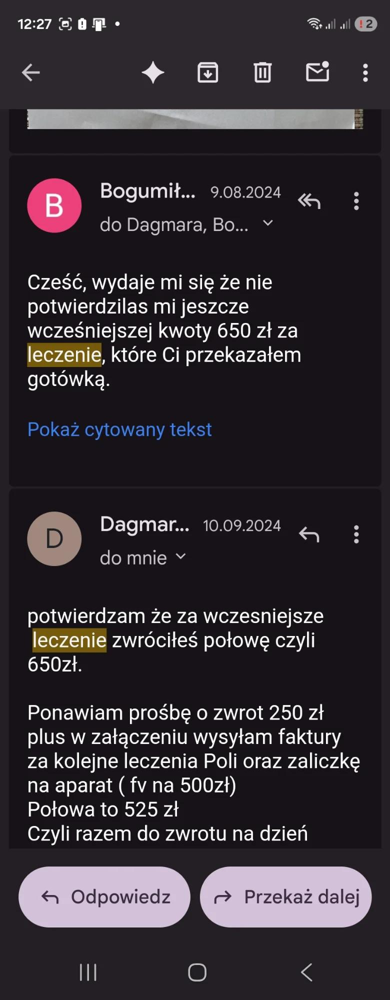 12:27
2
B
Bogumił... 9.08.2024
do Dagmara, Bo...
Cześć, wydaje mi się że nie
potwierdzilas mi jeszcze
wcześniejszej kwoty 650 zł za
leczenie, które Ci przekazałem
gotówką.
Pokaż cytowany tekst
D
Dagmar... 10.09.2024
do mnie
potwierdzam że za wczesniejsze
leczenie zwróciłeś połowę czyli
650zł.
Ponawiam prośbę o zwrot 250 zł
plus w załączeniu wysyłam faktury
za kolejne leczenia Poli oraz zaliczkę
na aparat ( fv na 500zł)
Połowa to 525 zł
Czyli razem do zwrotu na dzień
Odpowiedz
Przekaż dalej